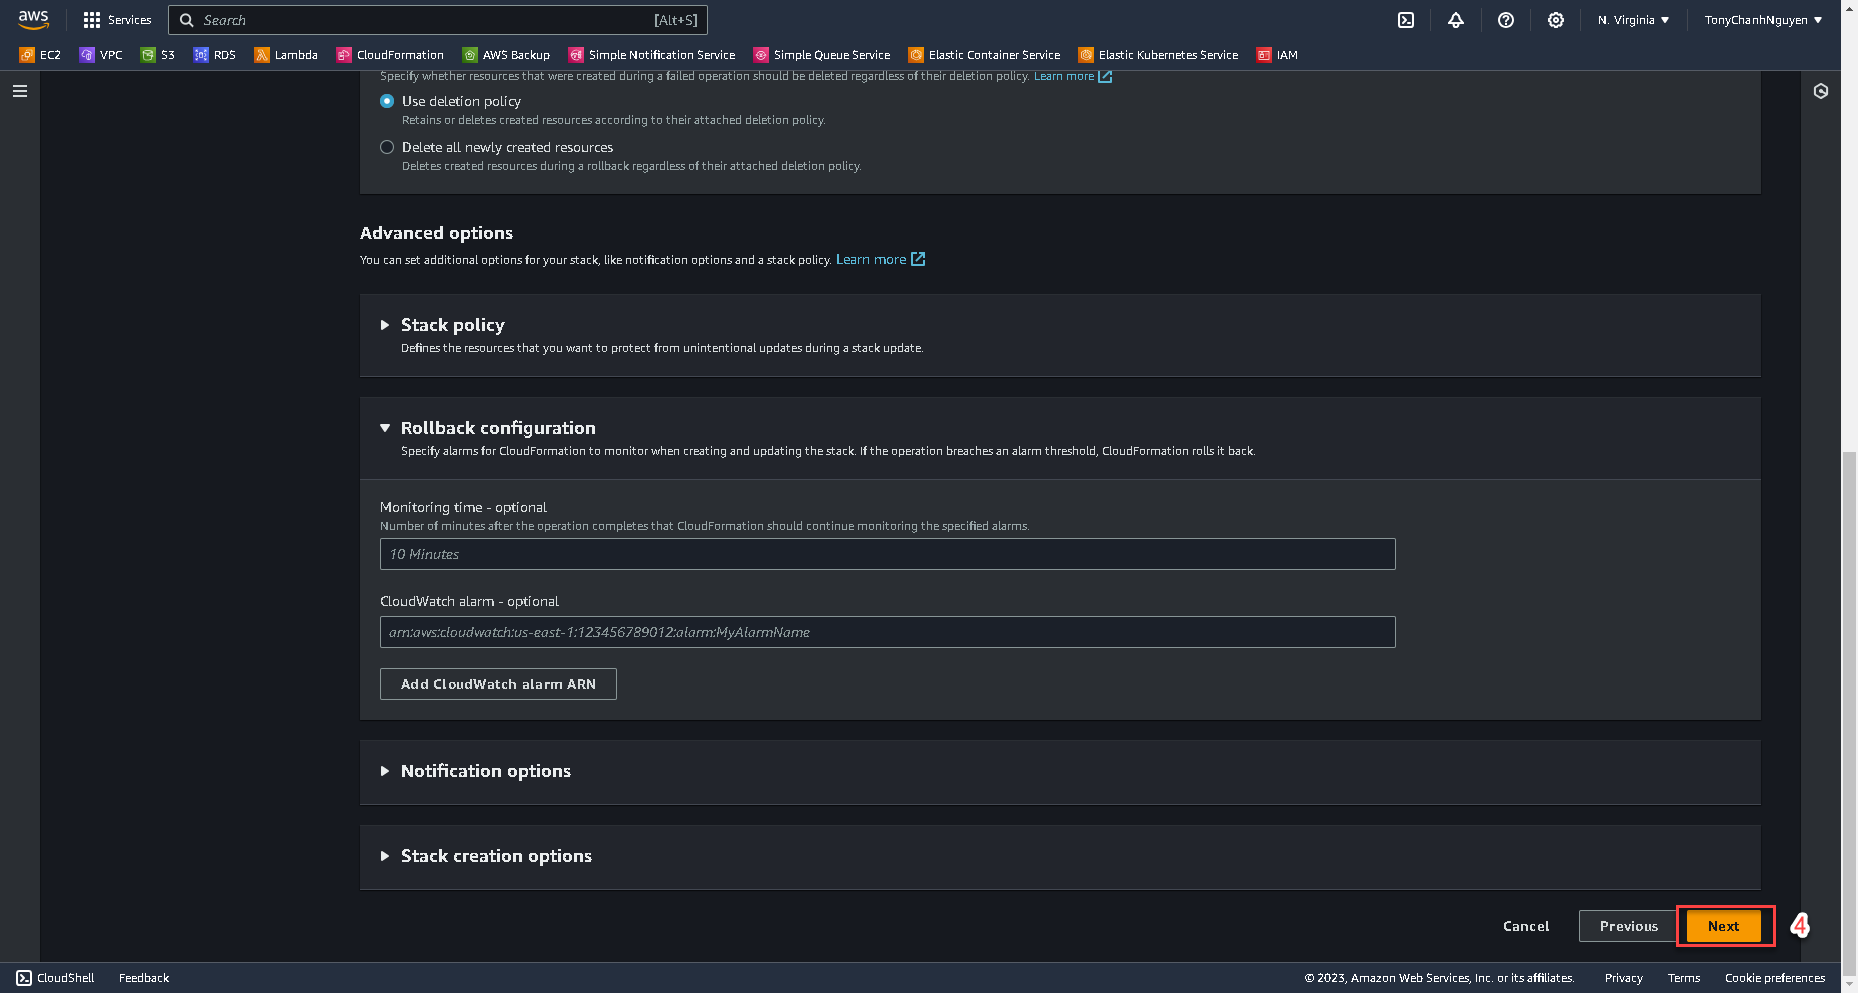 aws
Services
Search
[Alt+S]
N. Virginia
TonyChanhNguyen
EC2
VPC
S3
RDS
Lambda
CloudFormation
AWS Backup
Simple Notification Service
Simple Queue Service
Elastic Container Service
Elastic Kubernetes Service
IAM
Specify whether resources that were created during a failed operation should be deleted regardless of their deletion policy. Learn more
Use deletion policy
Retains or deletes created resources according to their attached deletion policy.
Delete all newly created resources
Deletes created resources during a rollback regardless of their attached deletion policy.
Advanced options
You can set additional options for your stack, like notification options and a stack policy. Learn more
Stack policy
Defines the resources that you want to protect from unintentional updates during a stack update.
Rollback configuration
Specify alarms for CloudFormation to monitor when creating and updating the stack. If the operation breaches an alarm threshold, CloudFormation rolls it back.
Monitoring time - optional
Number of minutes after the operation completes that CloudFormation should continue monitoring the specified alarms.
10 Minutes
CloudWatch alarm - optional
arn:aws:cloudwatch:us-east-1:123456789012:alarm:MyAlarmName
Add CloudWatch alarm ARN
Notification options
Stack creation options
Cancel
Previous
Next
4
CloudShell
Feedback
© 2023, Amazon Web Services, Inc. or its affiliates.
Privacy
Terms
Cookie preferences